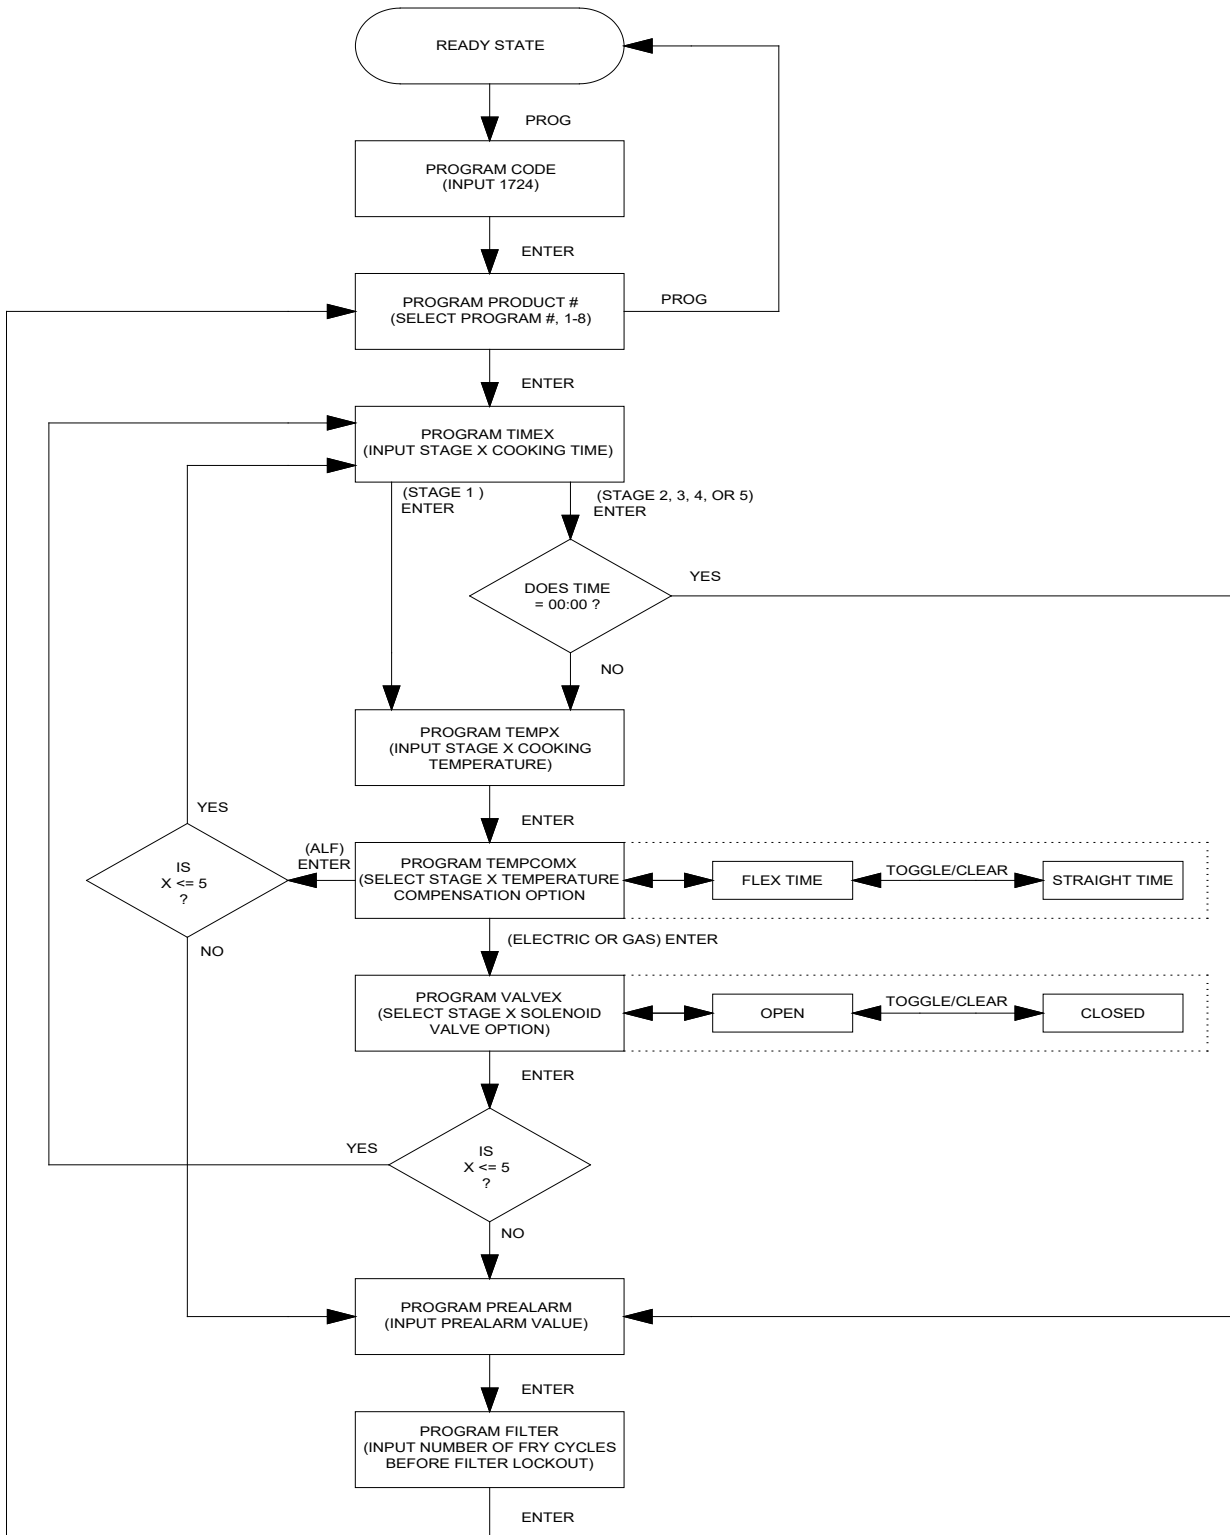 READY STATE
PROG
PROGRAM CODE
(INPUT 1724)
ENTER
PROGRAM PRODUCT #
(SELECT PROGRAM #, 1-8)
PROG
ENTER
PROGRAM TIMEX
(INPUT STAGE X COOKING TIME)
(STAGE 1 )
ENTER
(STAGE 2, 3, 4, OR 5)
ENTER
DOES TIME
= 00:00 ?
YES
NO
PROGRAM TEMPX
(INPUT STAGE X COOKING
TEMPERATURE)
ENTER
YES
IS
X <= 5
?
NO
(ALF)
ENTER
PROGRAM TEMPCOMX
(SELECT STAGE X TEMPERATURE
COMPENSATION OPTION
FLEX TIME
TOGGLE/CLEAR
STRAIGHT TIME
(ELECTRIC OR GAS) ENTER
PROGRAM VALVEX
(SELECT STAGE X SOLENOID
VALVE OPTION)
OPEN
TOGGLE/CLEAR
CLOSED
ENTER
YES
IS
X <= 5
?
NO
PROGRAM PREALARM
(INPUT PREALARM VALUE)
ENTER
PROGRAM FILTER
(INPUT NUMBER OF FRY CYCLES
BEFORE FILTER LOCKOUT)
ENTER